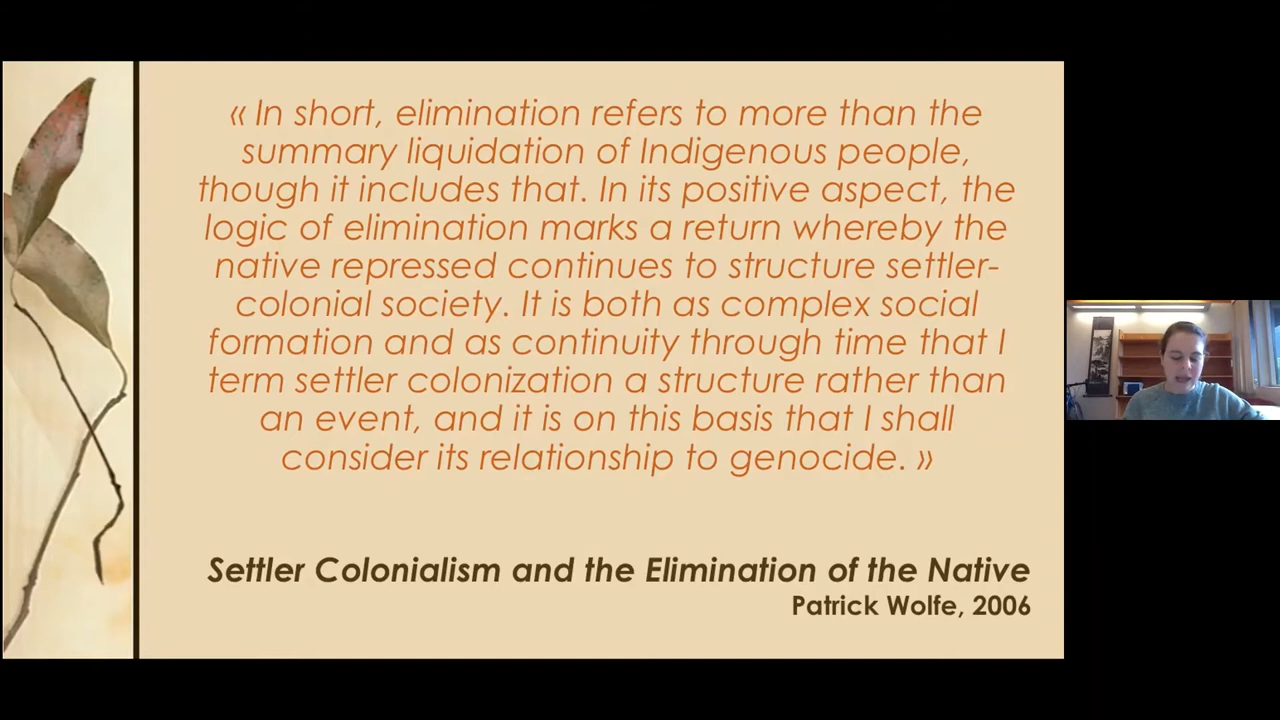 « In short, elimination refers to more than the
summary liquidation of Indigenous people,
though it includes that. In its positive aspect, the
logic of elimination marks a return whereby the
native repressed continues to structure settler-
colonial society. It is both as complex social
formation and as continuity through time that I
term settler colonization a structure rather than
an event, and it is on this basis that I shall
consider its relationship to genocide. »
Settler Colonialism and the Elimination of the Native
Patrick Wolfe, 2006